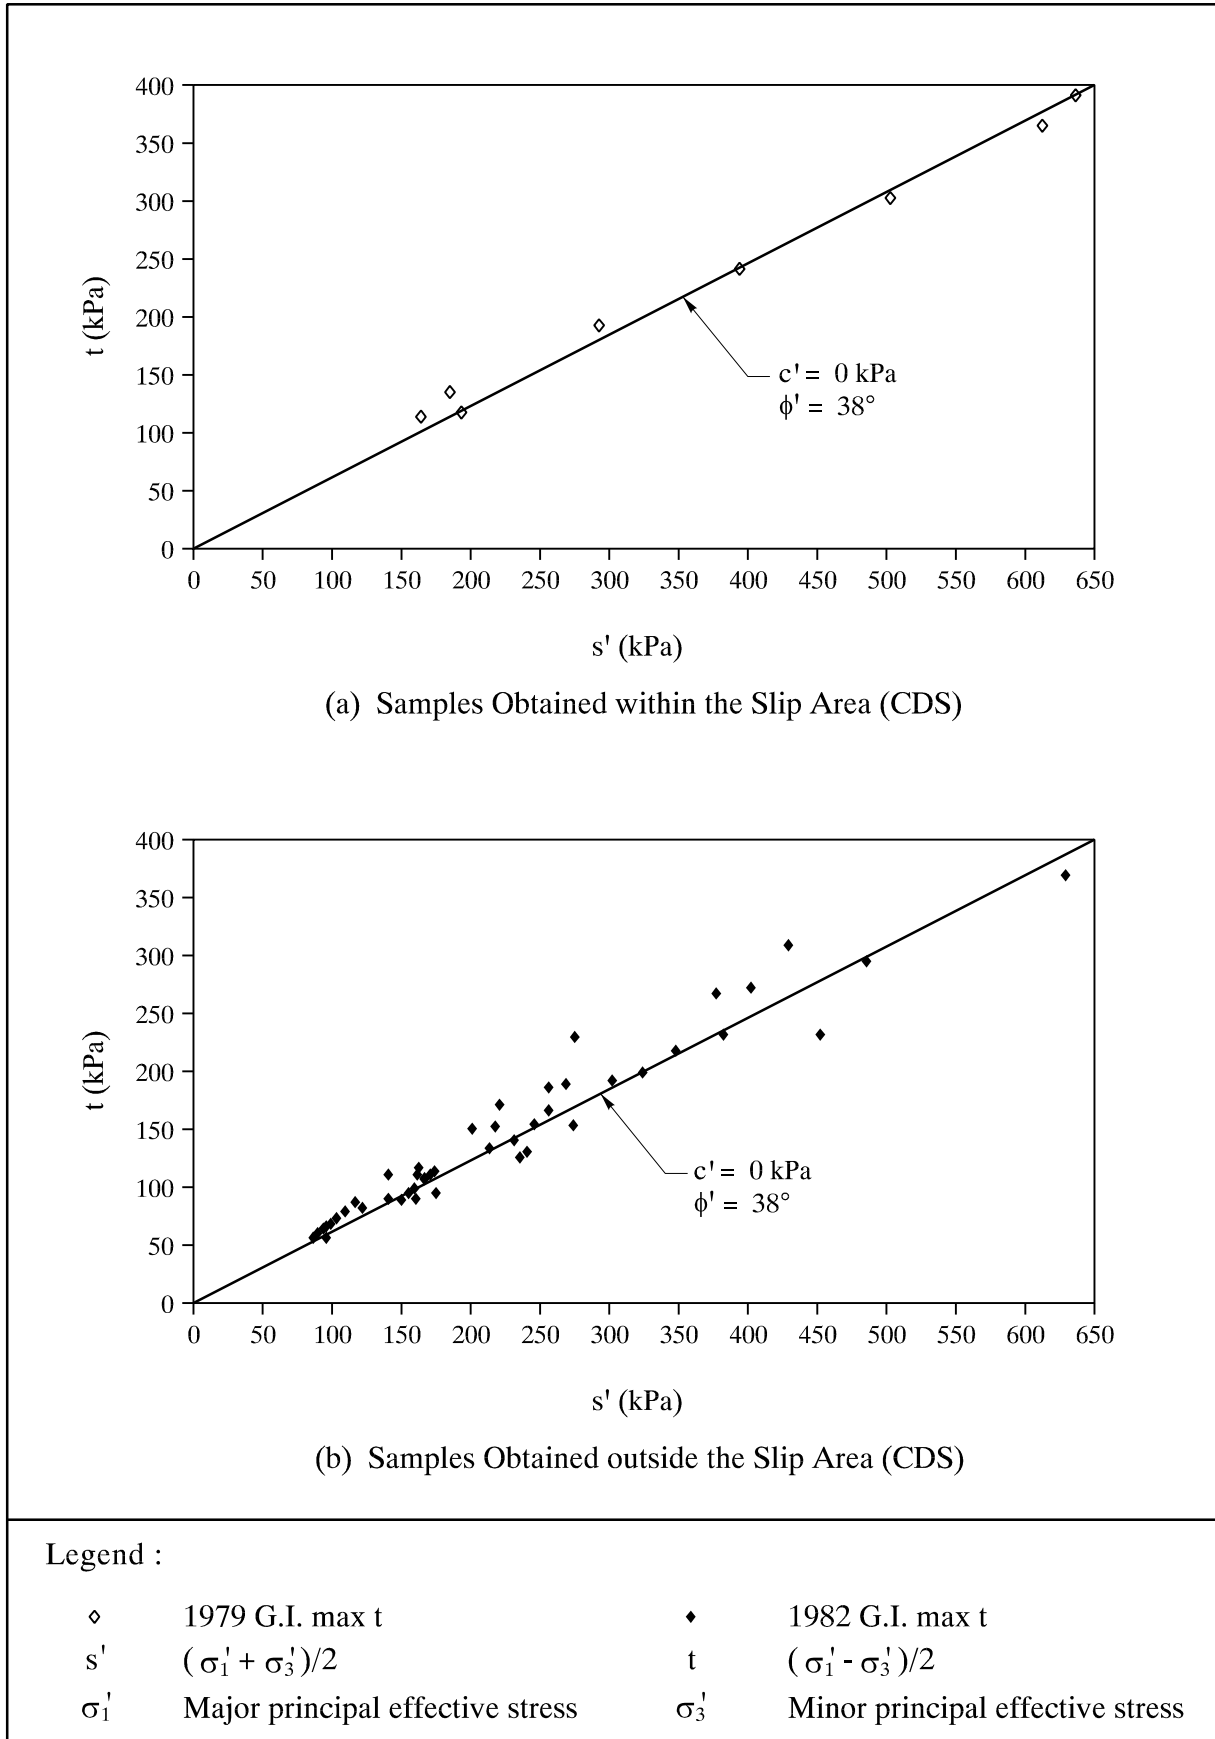 400
350
300
250
200
150
100
50
0
t (kPa)
c' = 0 kPa
ϕ' = 38°
0 50 100 150 200 250 300 350 400 450 500 550 600 650
s' (kPa)
(a) Samples Obtained within the Slip Area (CDS)
400
350
300
250
200
150
100
50
0
t (kPa)
c' = 0 kPa
ϕ' = 38°
0 50 100 150 200 250 300 350 400 450 500 550 600 650
s' (kPa)
(b) Samples Obtained outside the Slip Area (CDS)
Legend :
1979 G.I. max t
1982 G.I. max t
s' (σ₁' + σ₃')/2
t (σ₁' - σ₃')/2
σ₁' Major principal effective stress
σ₃' Minor principal effective stress